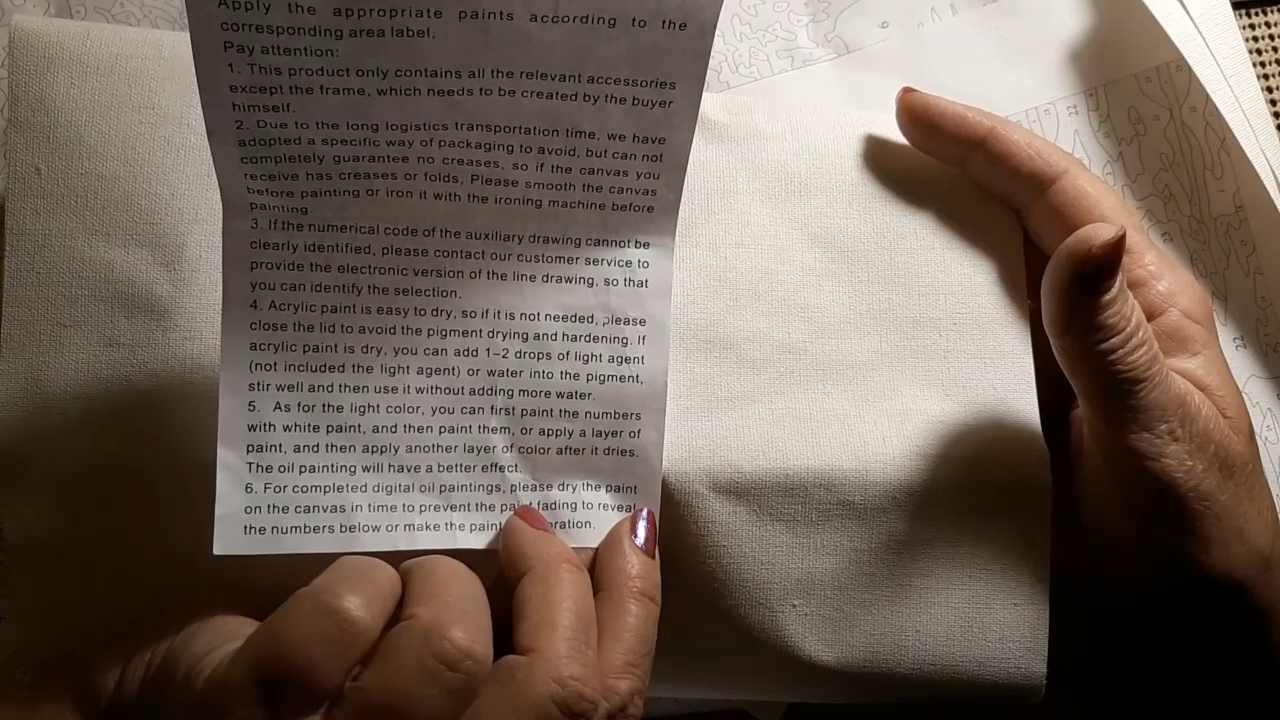 Apply the appropriate paints according to the
corresponding area label.
Pay attention:
1. This product only contains all the relevant accessories
except the frame, which needs to be created by the buyer
himself.
2. Due to the long logistics transportation time, we have
adopted a specific way of packaging to avoid, but can not
completely guarantee no creases, so if the canvas you
receive has creases or folds, Please smooth the canvas
before painting or iron it with the ironing machine before
painting.
3. If the numerical code of the auxiliary drawing cannot be
clearly identified, please contact our customer service to
provide the electronic version of the line drawing, so that
you can identify the selection.
4. Acrylic paint is easy to dry, so if it is not needed, please
close the lid to avoid the pigment drying and hardening. If
acrylic paint is dry, you can add 1–2 drops of light agent
(not included the light agent) or water into the pigment,
stir well and then use it without adding more water.
5. As for the light color, you can first paint the numbers
with white paint, and then paint them, or apply a layer of
paint, and then apply another layer of color after it dries.
The oil painting will have a better effect.
6. For completed digital oil paintings, please dry the paint
on the canvas in time to prevent the paint fading to reveal
the numbers below or make the paint
22
22